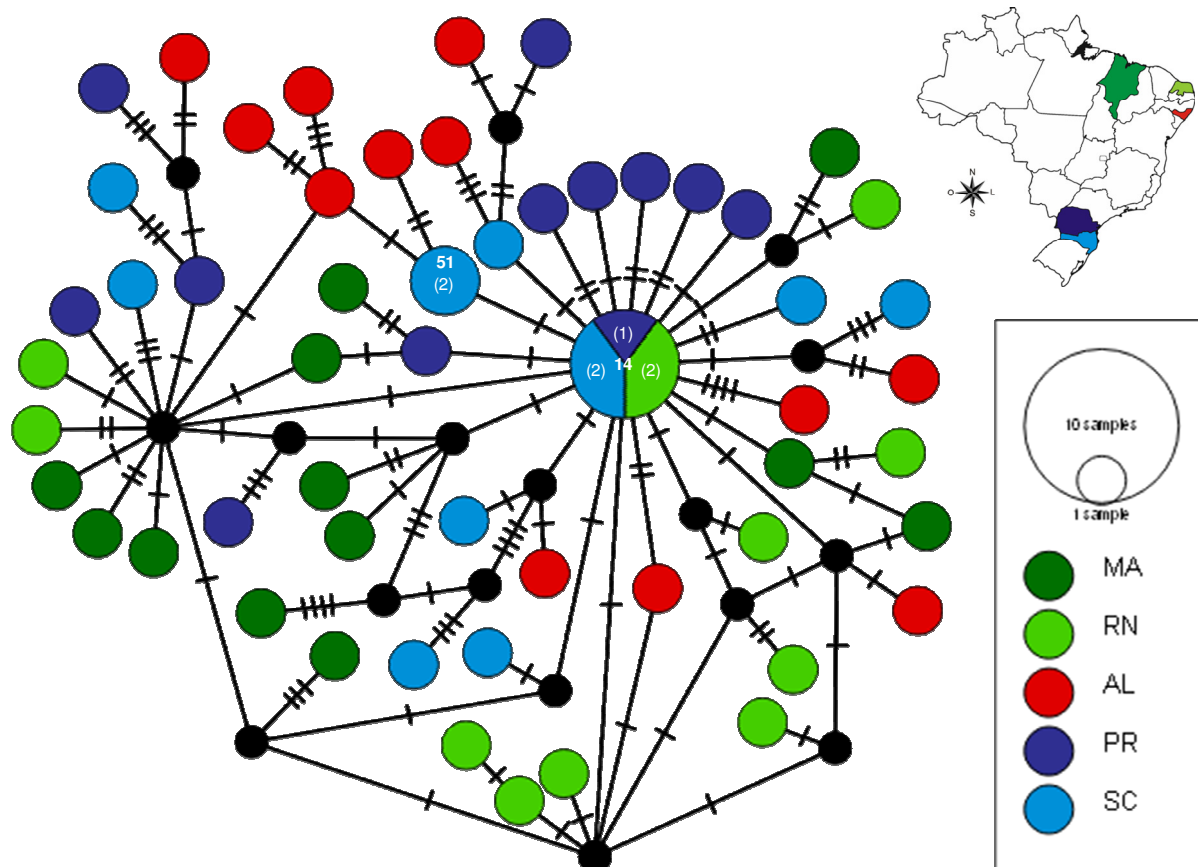 N
O L
S
51
(2)
(1)
14
(2) (2)
10 samples
1 sample
MA
RN
AL
PR
SC